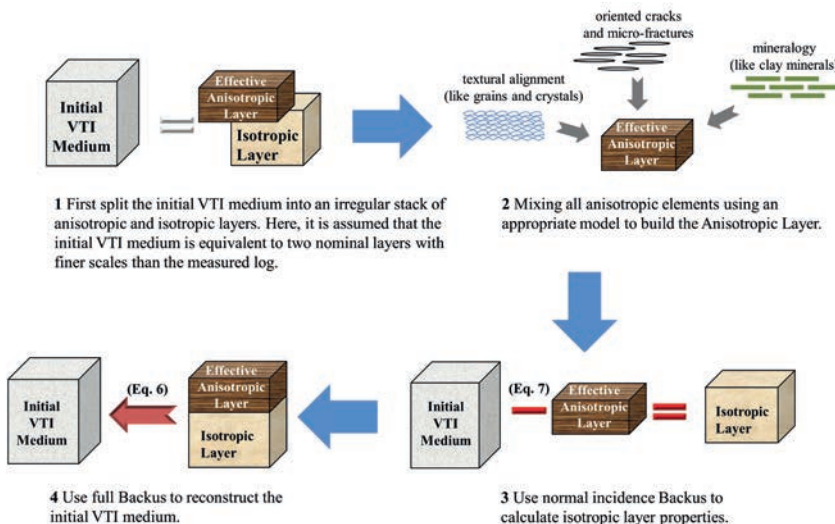 Initial
VTI
Medium
Effective
Anisotropic
Layer
Isotropic
Layer
1 First split the initial VTI medium into an irregular stack of
anisotropic and isotropic layers. Here, it is assumed that the
initial VTI medium is equivalent to two nominal layers with
finer scales than the measured log.
oriented cracks
and micro-fractures
textural alignment
(like grains and crystals)
mineralogy
(like clay minerals)
Effective
Anisotropic
Layer
2 Mixing all anisotropic elements using an
appropriate model to build the Anisotropic Layer.
Initial
VTI
Medium
(Eq. 7)
Effective
Anisotropic
Layer
Isotropic
Layer
3 Use normal incidence Backus to
calculate isotropic layer properties.
Initial
VTI
Medium
(Eq. 6)
Effective
Anisotropic
Layer
Isotropic
Layer
4 Use full Backus to reconstruct the
initial VTI medium.